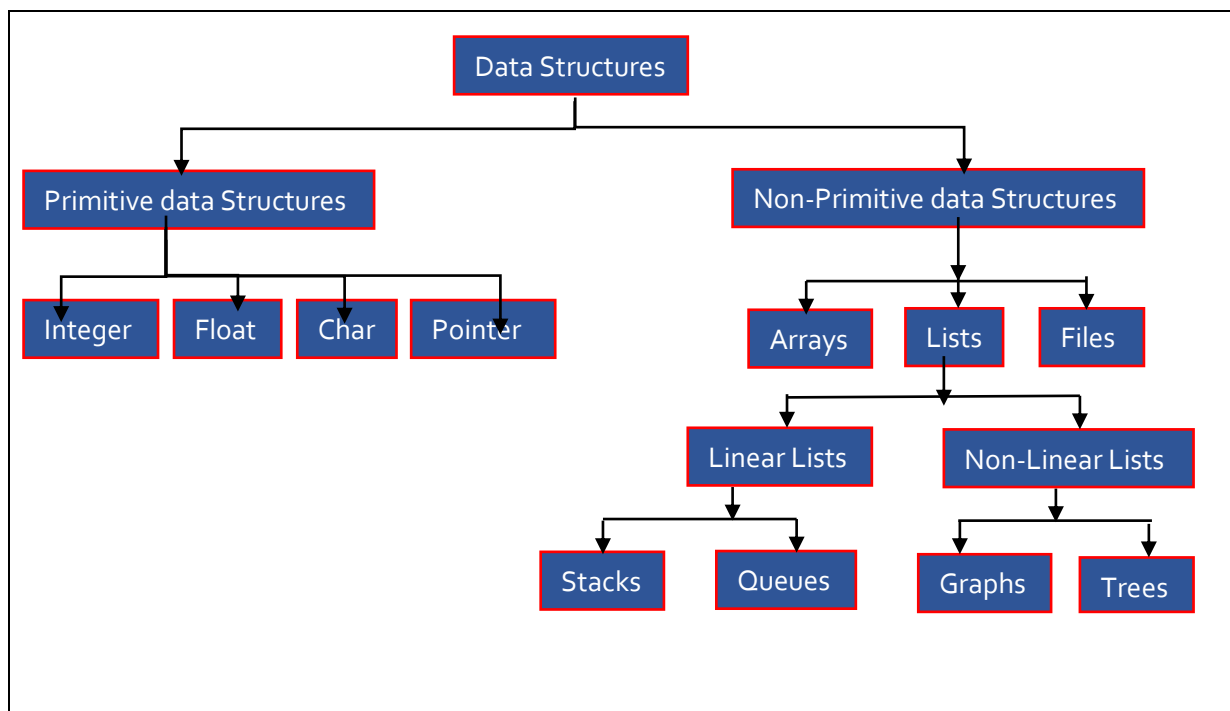 Data Structures
Primitive data Structures
Non-Primitive data Structures
Integer
Float
Char
Pointer
Arrays
Lists
Files
Linear Lists
Non-Linear Lists
Stacks
Queues
Graphs
Trees